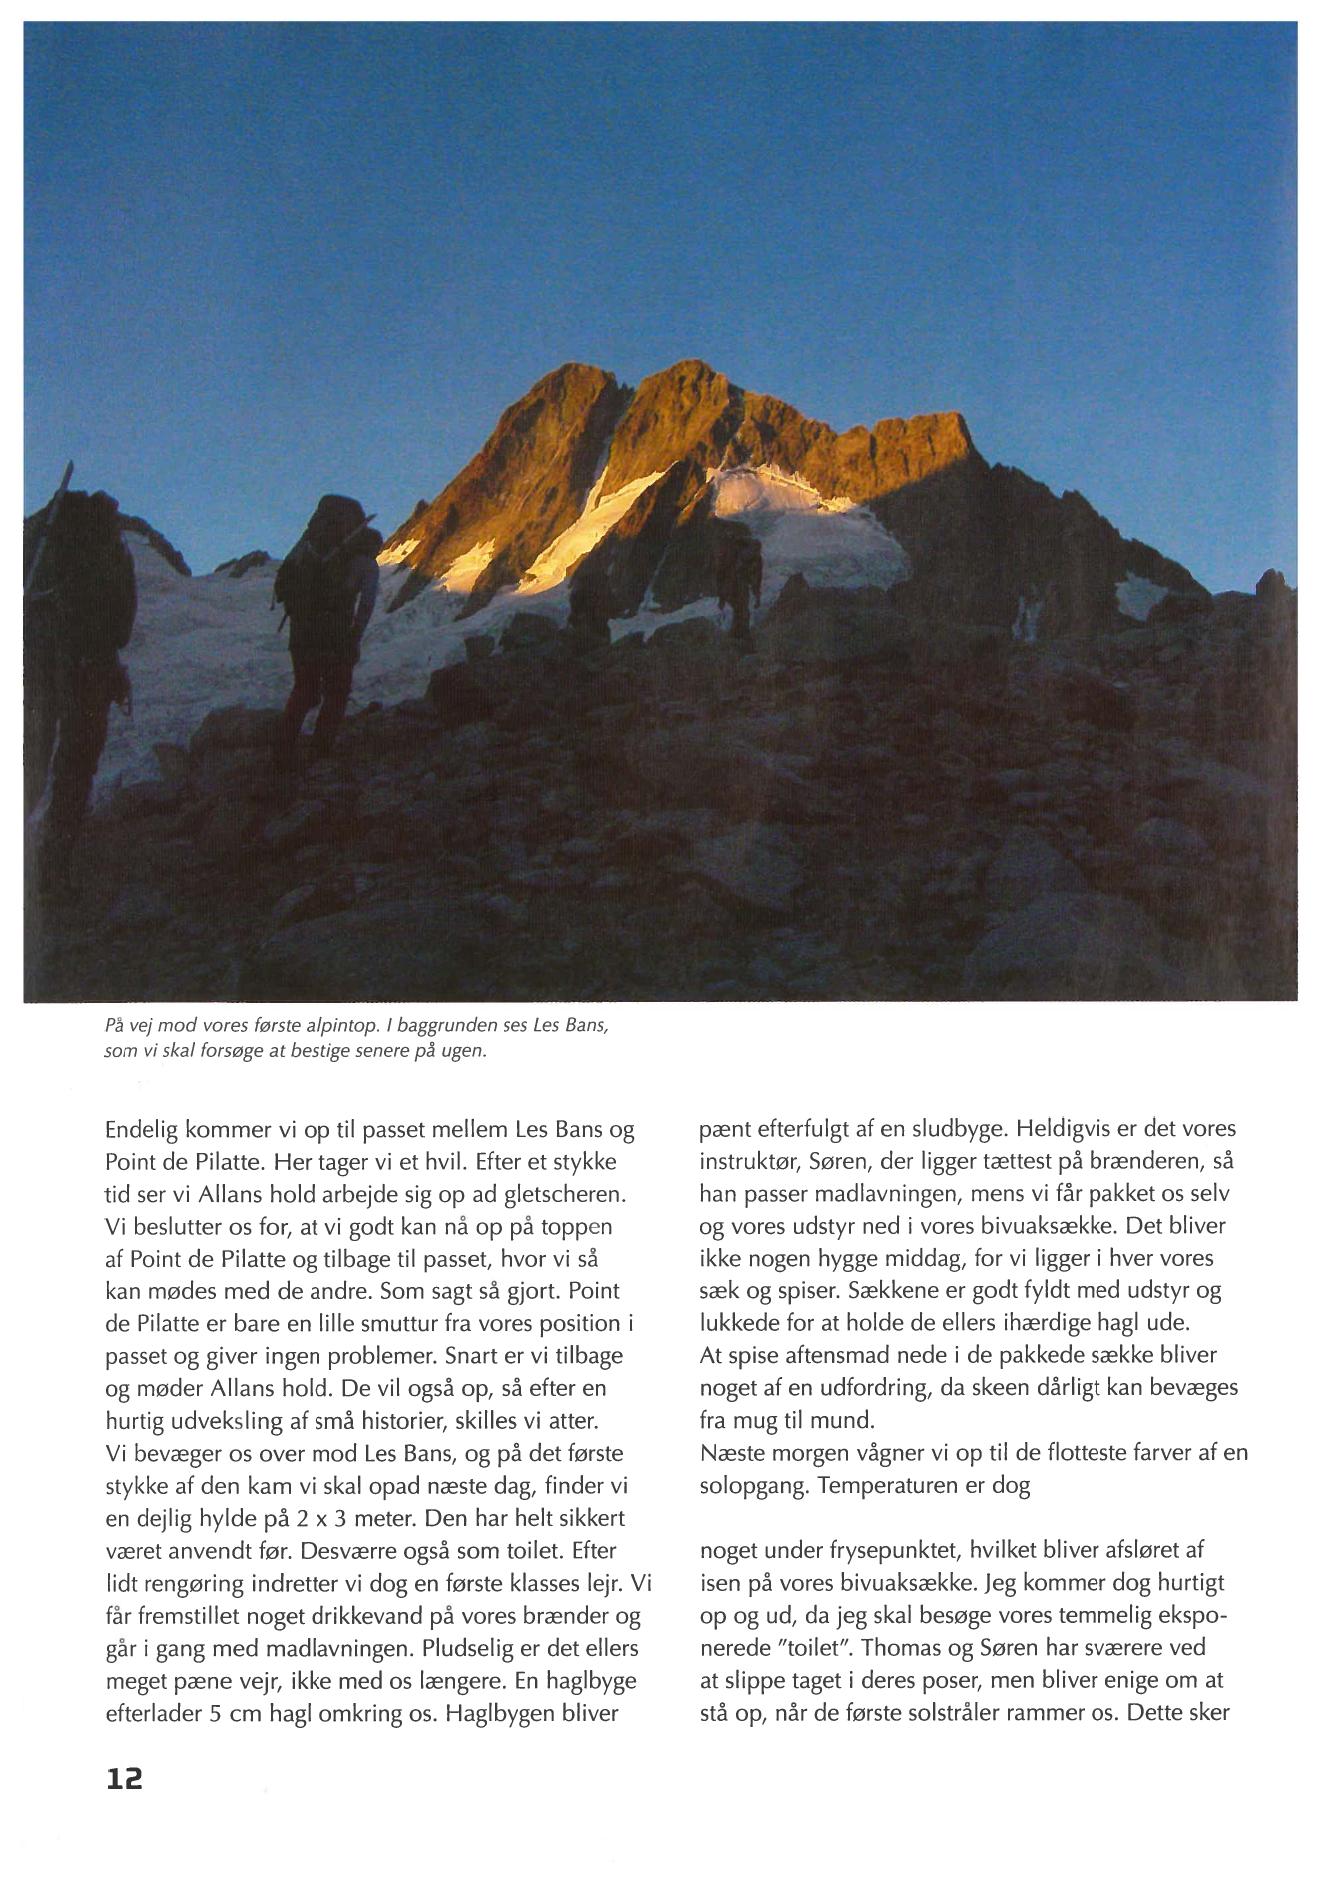 På vej mod vores første alpintop. I baggrunden ses Les Bans,
som vi skal forsøge at bestige senere på ugen.
Endelig kommer vi op til passet mellem Les Bans og
Point de Pilatte. Her tager vi et hvil. Efter et stykke
tid ser vi Allans hold arbejde sig op ad gletscheren.
Vi beslutter os for, at vi godt kan nå op på toppen
af Point de Pilatte og tilbage til passet, hvor vi så
kan mødes med de andre. Som sagt så gjort. Point
de Pilatte er bare en lille smuttur fra vores position i
passet og giver ingen problemer. Snart er vi tilbage
og møder Allans hold. De vil også op, så efter en
hurtig udveksling af små historier, skilles vi atter.
Vi bevæger os over mod Les Bans, og på det første
stykke af den kam vi skal opad næste dag, finder vi
en dejlig hylde på 2 x 3 meter. Den har helt sikkert
været anvendt før. Desværre også som toilet. Efter
lidt rengøring indretter vi dog en første klasses lejr. Vi
får fremstillet noget drikkevand på vores brænder og
går i gang med madlavningen. Pludselig er det ellers
meget pæne vejr, ikke med os længere. En haglbyge
efterlader 5 cm hagl omkring os. Haglbygen bliver
pænt efterfulgt af en sludbyge. Heldigvis er det vores
instruktør, Søren, der ligger tættest på brænderen, så
han passer madlavningen, mens vi får pakket os selv
og vores udstyr ned i vores bivuaksække. Det bliver
ikke nogen hygge middag, for vi ligger i hver vores
sæk og spiser. Sækkene er godt fyldt med udstyr og
lukkede for at holde de ellers ihærdige hagl ude.
At spise aftensmad nede i de pakkede sække bliver
noget af en udfordring, da skeen dårligt kan bevæges
fra mug til mund.
Næste morgen vågner vi op til de flotteste farver af en
solopgang. Temperaturen er dog
noget under frysepunktet, hvilket bliver afsløret af
isen på vores bivuaksække. Jeg kommer dog hurtigt
op og ud, da jeg skal besøge vores temmelig ekspo-
nerede "toilet". Thomas og Søren har sværere ved
at slippe taget i deres poser, men bliver enige om at
stå op, når de første solstråler rammer os. Dette sker
12